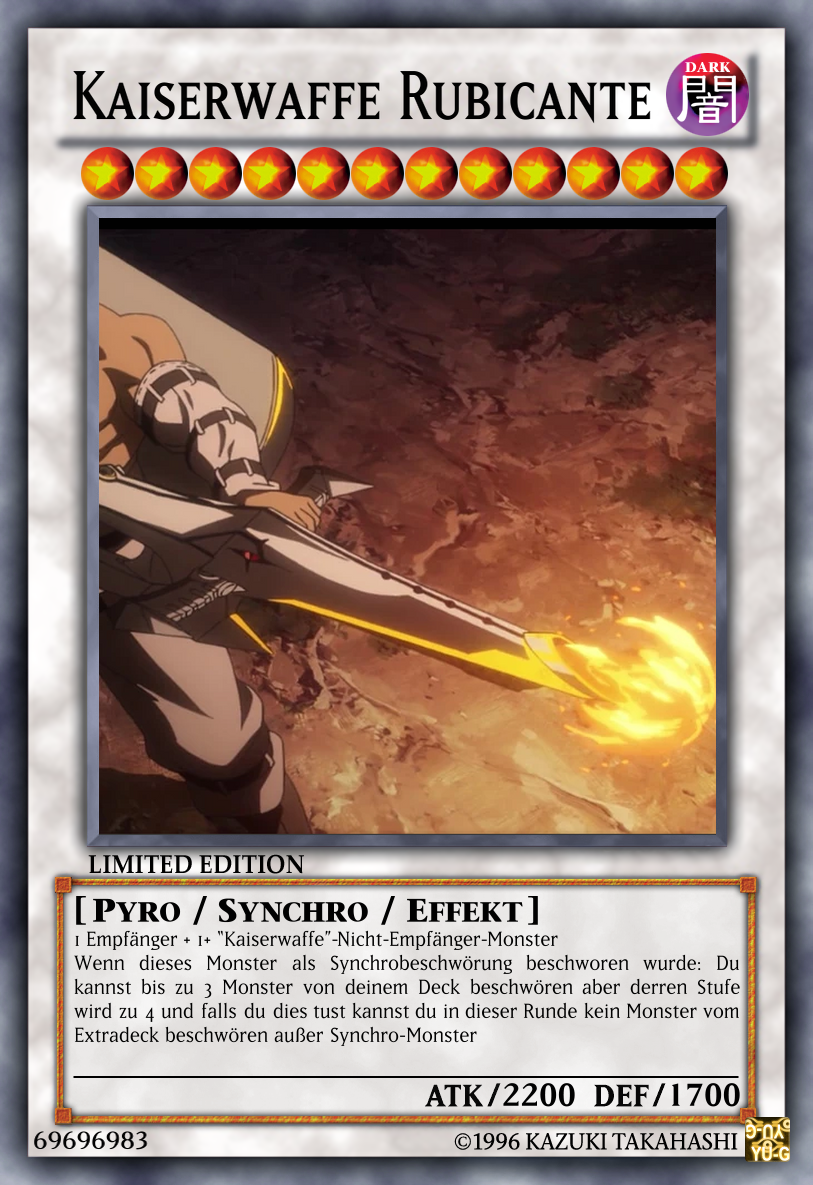 Kaiserwaffe Rubicante
DARK
闇
LIMITED EDITION
[ Pyro / Synchro / Effekt ]
1 Empfänger + 1+ "Kaiserwaffe"-Nicht-Empfänger-Monster
Wenn dieses Monster als Synchrobeschwörung beschworen wurde: Du
kannst bis zu 3 Monster von deinem Deck beschwören aber derren Stufe
wird zu 4 und falls du dies tust kannst du in dieser Runde kein Monster vom
Extradeck beschwören außer Synchro-Monster
ATK/2200 DEF/1700
69696983
©1996 KAZUKI TAKAHASHI